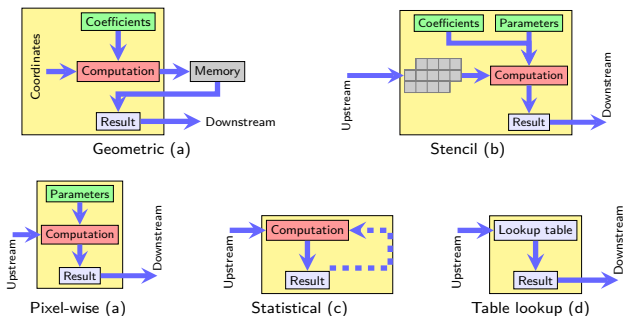 Coefficients
Coordinates
Computation
Memory
Result
Downstream
Geometric (a)
Coefficients
Parameters
Upstream
Computation
Result
Downstream
Stencil (b)
Parameters
Upstream
Computation
Result
Downstream
Pixel-wise (a)
Upstream
Computation
Result
Statistical (c)
Upstream
Lookup table
Result
Downstream
Table lookup (d)